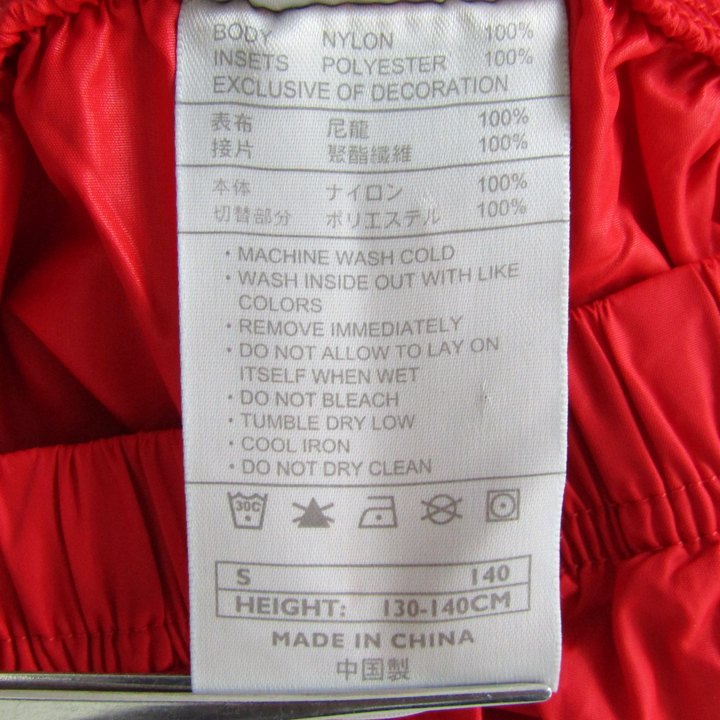 BODY NYLON 100%
INSETS POLYESTER 100%
EXCLUSIVE OF DECORATION
表布 尼龍 100%
接片 聚酯纖維 100%
本体 ナイロン 100%
切替部分 ポリエステル 100%
· MACHINE WASH COLD
· WASH INSIDE OUT WITH LIKE
COLORS
· REMOVE IMMEDIATELY
· DO NOT ALLOW TO LAY ON
ITSELF WHEN WET
· DO NOT BLEACH
· TUMBLE DRY LOW
· COOL IRON
· DO NOT DRY CLEAN
30C
S 140
HEIGHT: 130-140CM
MADE IN CHINA
中国製